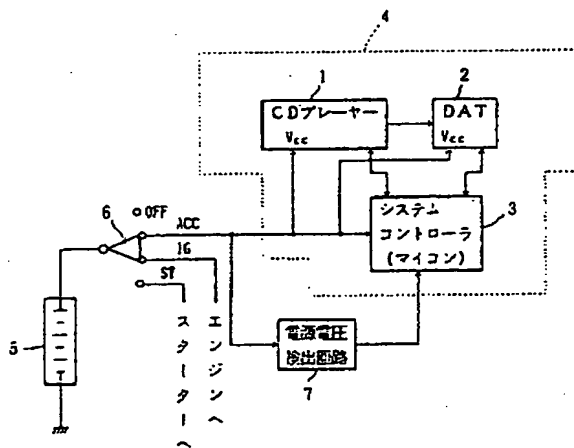 4
1
2
CDプレーヤー
Vcc
DAT
Vcc
システム
コントローラ
(マイコン)
3
6
OFF
ACC
IG
ST
5
エンジンへ
スターターへ
電源電圧
検出回路
7